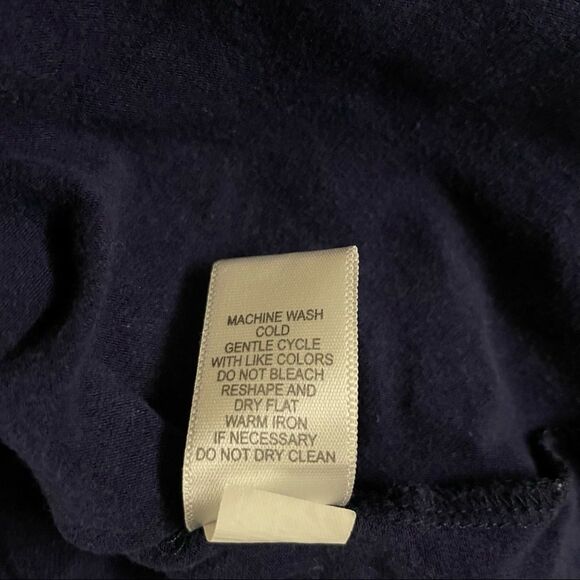 MACHINE WASH
COLD
GENTLE CYCLE
WITH LIKE COLORS
DO NOT BLEACH
RESHAPE AND
DRY FLAT
WARM IRON
IF NECESSARY
DO NOT DRY CLEAN